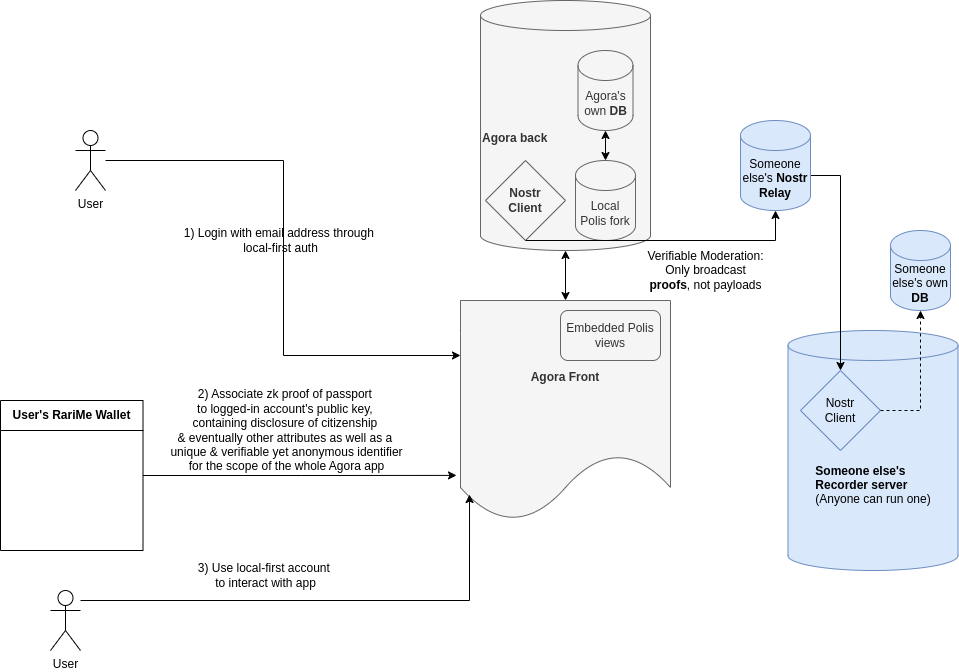 Agora's
own DB
Agora back
Nostr
Client
Local
Polis fork
User
Someone
else's Nostr
Relay
1) Login with email address through
local-first auth
Verifiable Moderation:
Only broadcast
proofs, not payloads
Someone
else's own
DB
Embedded Polis
views
Agora Front
2) Associate zk proof of passport
to logged-in account's public key,
containing disclosure of citizenship
& eventually other attributes as well as a
unique & verifiable yet anonymous identifier
for the scope of the whole Agora app
User's RariMe Wallet
Nostr
Client
Someone else's
Recorder server
(Anyone can run one)
3) Use local-first account
to interact with app
User